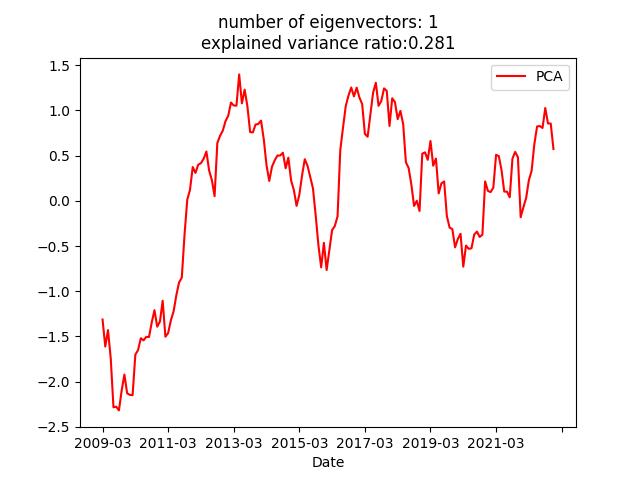 number of eigenvectors: 1
explained variance ratio:0.281
PCA
1.5
1.0
0.5
0.0
−0.5
−1.0
−1.5
−2.0
−2.5
2009-03 2011-03 2013-03 2015-03 2017-03 2019-03 2021-03
Date